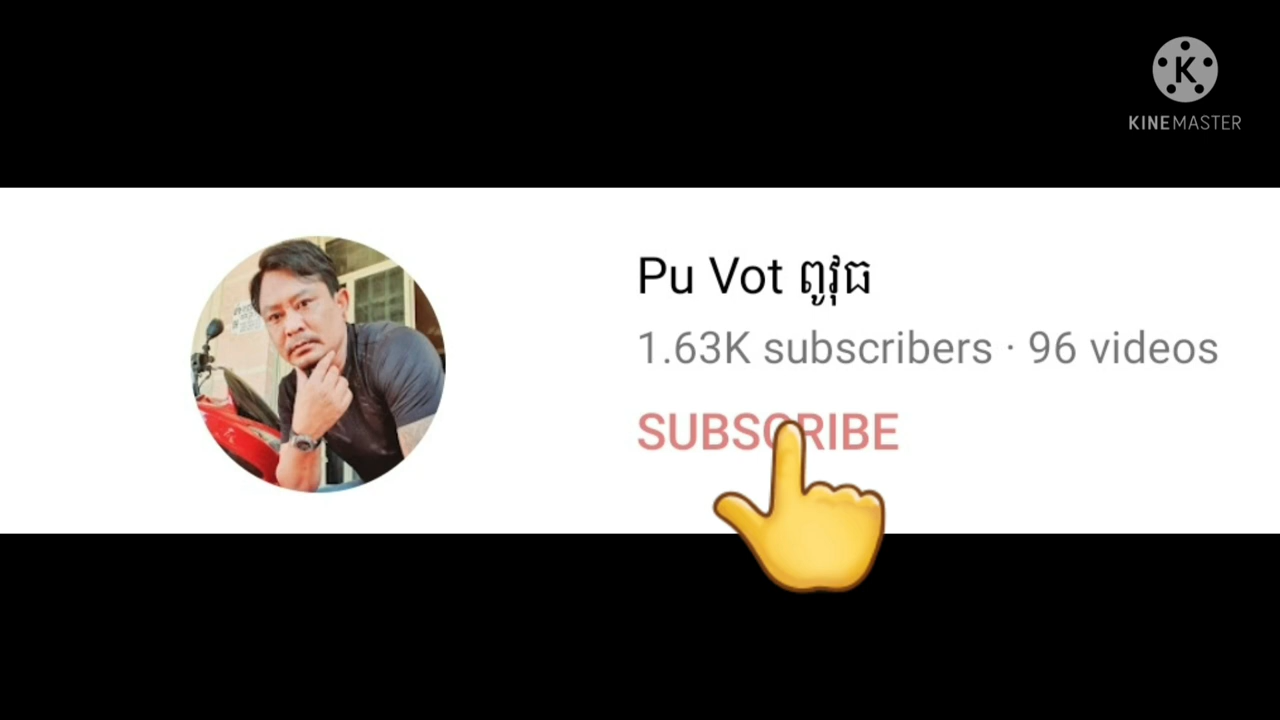 K
KINEMASTER
Pu Vot ពូវុធ
1.63K subscribers · 96 videos
SUBSCRIBE